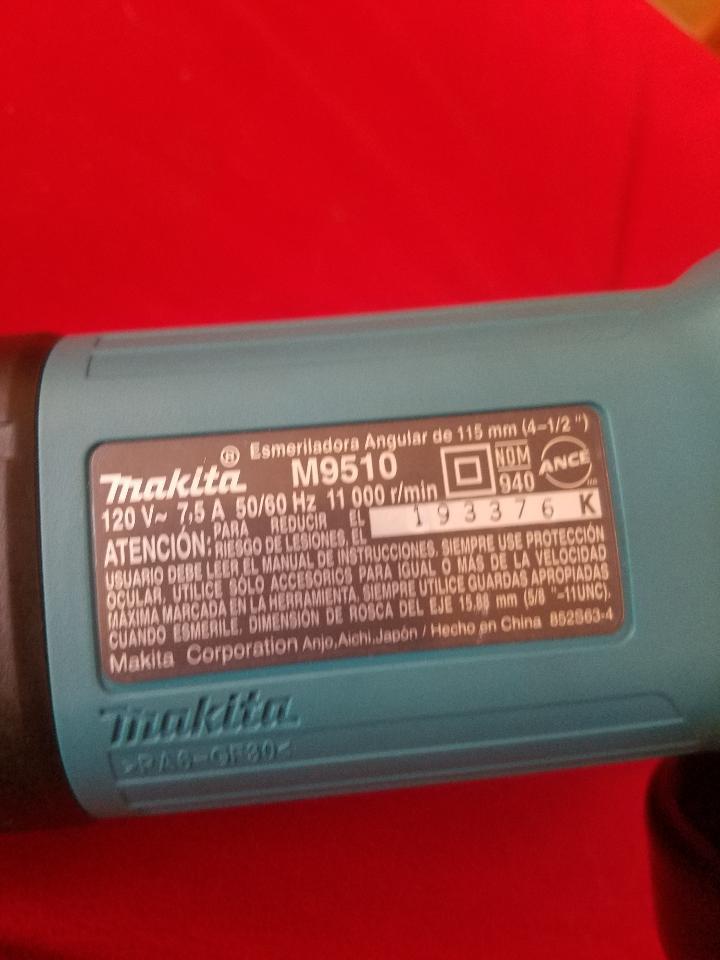 Esmeriladora Angular de 115 mm (4-1/2 ")
makita ® M9510 NOM 940 ANCE
120 V~ 7,5 A 50/60 Hz 11 000 r/min
193376 K
ATENCIÓN: PARA REDUCIR EL
RIESGO DE LESIONES, EL
USUARIO DEBE LEER EL MANUAL DE INSTRUCCIONES. SIEMPRE USE PROTECCIÓN
OCULAR, UTILICE SÓLO ACCESORIOS PARA IGUAL O MÁS DE LA VELOCIDAD
MÁXIMA MARCADA EN LA HERRAMIENTA. SIEMPRE UTILICE GUARDAS APROPIADAS
CUANDO ESMERILE. DIMENSIÓN DE ROSCA DEL EJE mm (5/8 "-11UNC).
Makita Corporation Anjo,Aichi,Japón / Hecho en China 852S63-4
makita
>PA6-GF30<